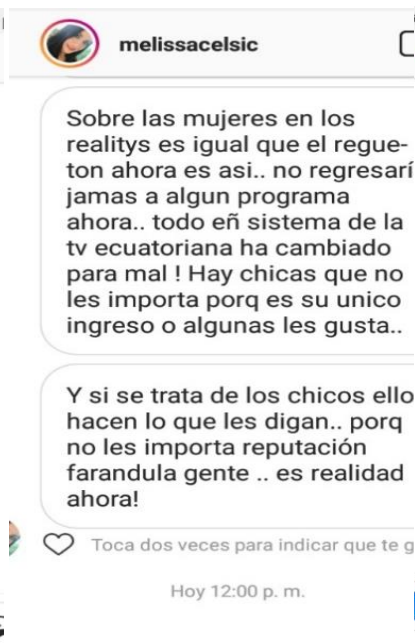 melissacelsic
Sobre las mujeres en los
realitys es igual que el regue-
ton ahora es asi.. no regresarí
jamas a algun programa
ahora.. todo eñ sistema de la
tv ecuatoriana ha cambiado
para mal ! Hay chicas que no
les importa porq es su unico
ingreso o algunas les gusta..
Y si se trata de los chicos ello
hacen lo que les digan.. porq
no les importa reputación
farandula gente .. es realidad
ahora!
Toca dos veces para indicar que te g
Hoy 12:00 p. m.